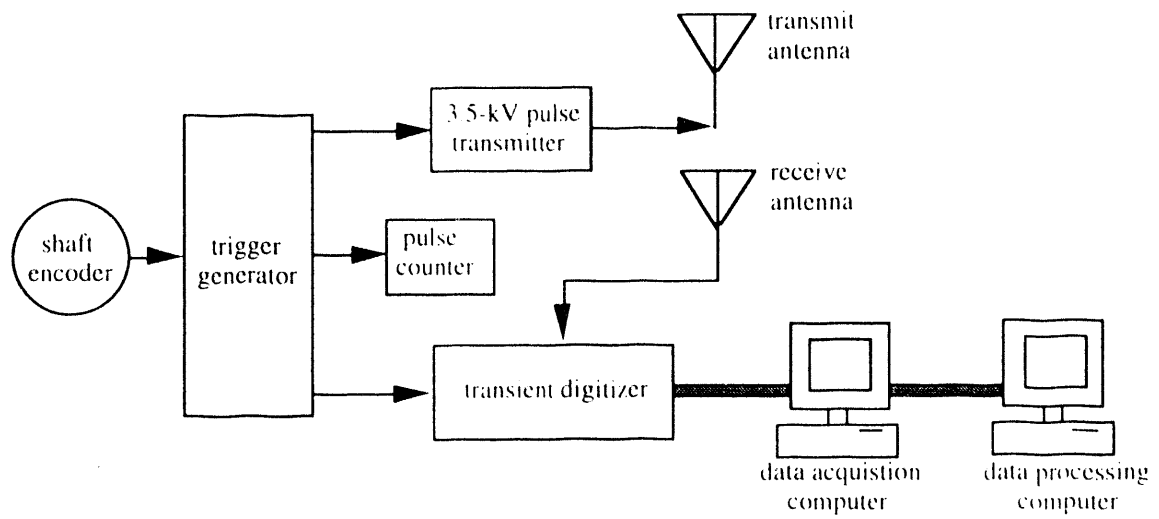 transmit
antenna
3.5-kV pulse
transmitter
receive
antenna
shaft
encoder
trigger
generator
pulse
counter
transient digitizer
data acquistion
computer
data processing
computer